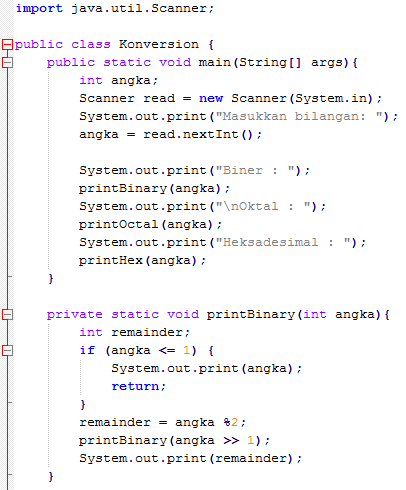 import java.util.Scanner;
public class Konversion {
public static void main(String[] args){
int angka;
Scanner read = new Scanner(System.in);
System.out.print("Masukkan bilangan: ");
angka = read.nextInt();
System.out.print("Biner : ");
printBinary(angka);
System.out.print("\nOktal : ");
printOctal(angka);
System.out.print("Heksadesimal : ");
printHex(angka);
}
private static void printBinary(int angka){
int remainder;
if (angka <= 1) {
System.out.print(angka);
return;
}
remainder = angka %2;
printBinary(angka >> 1);
System.out.print(remainder);
}